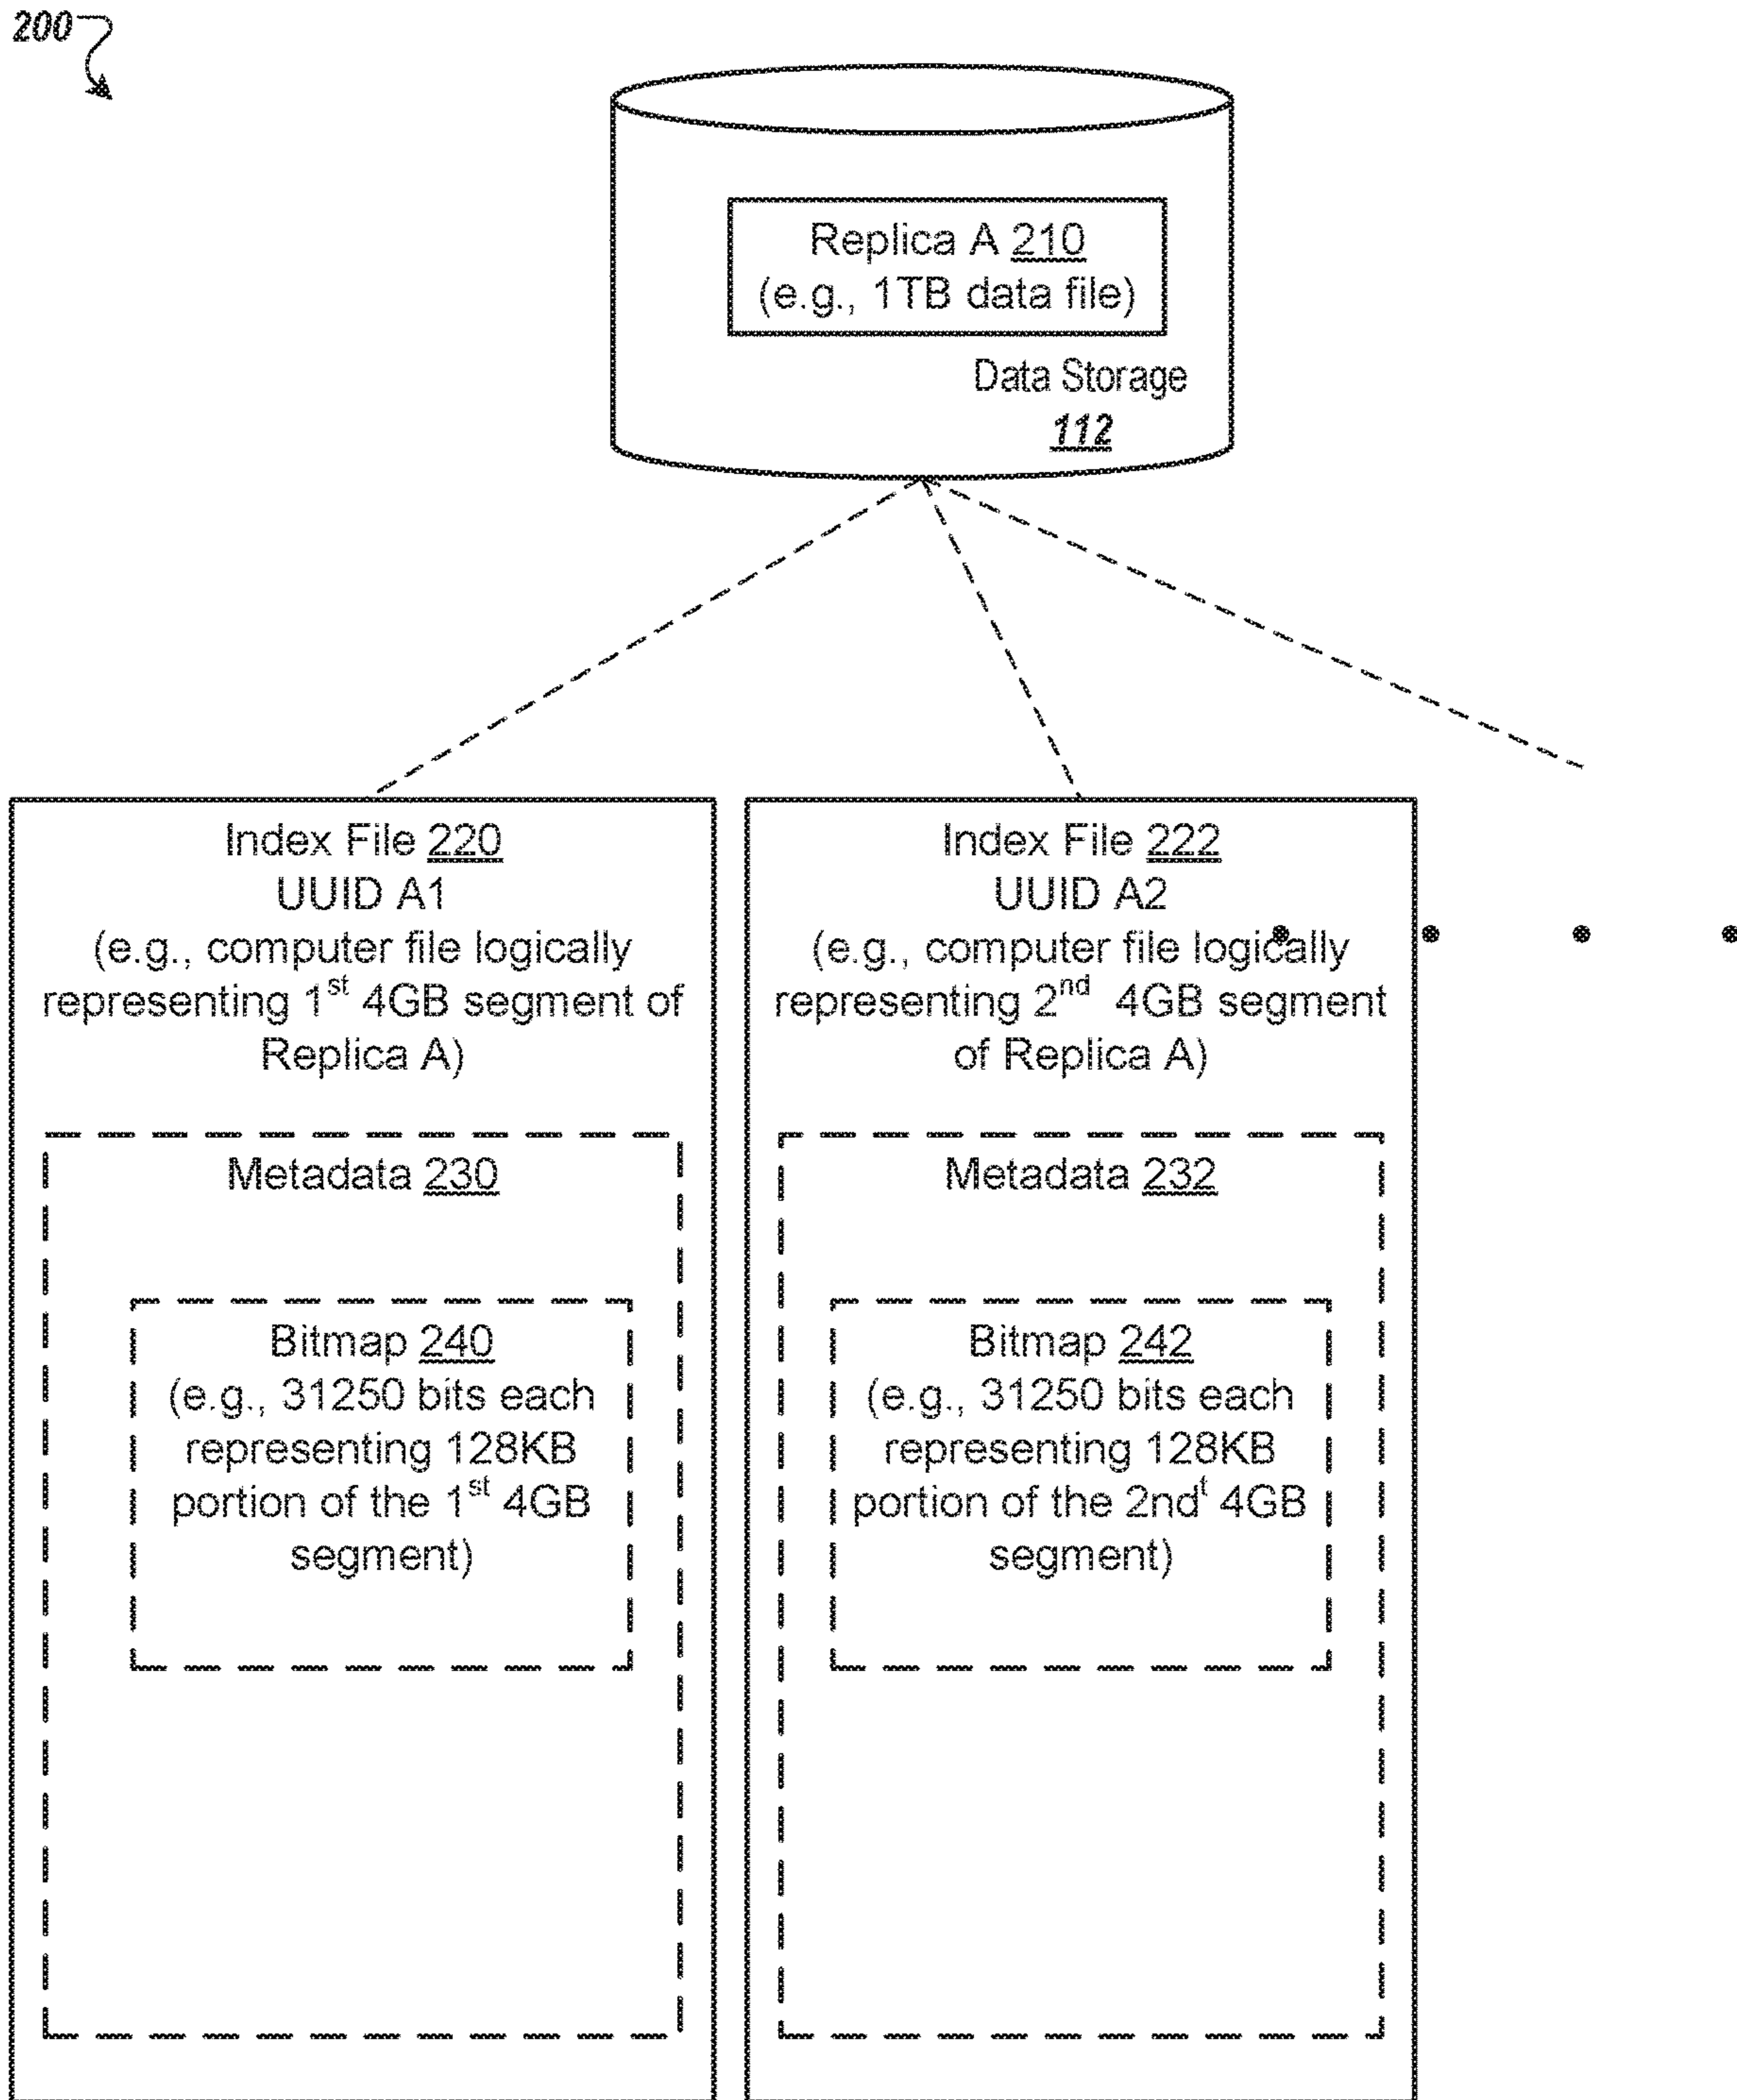 200
Replica A 210
(e.g., 1TB data file)
Data Storage
112
Index File 220
UUID A1
(e.g., computer file logically
representing 1st 4GB segment of
Replica A)
Metadata 230
Bitmap 240
(e.g., 31250 bits each
representing 128KB
portion of the 1st 4GB
segment)
Index File 222
UUID A2
(e.g., computer file logically
representing 2nd 4GB segment
of Replica A)
Metadata 232
Bitmap 242
(e.g., 31250 bits each
representing 128KB
portion of the 2ndt 4GB
segment)